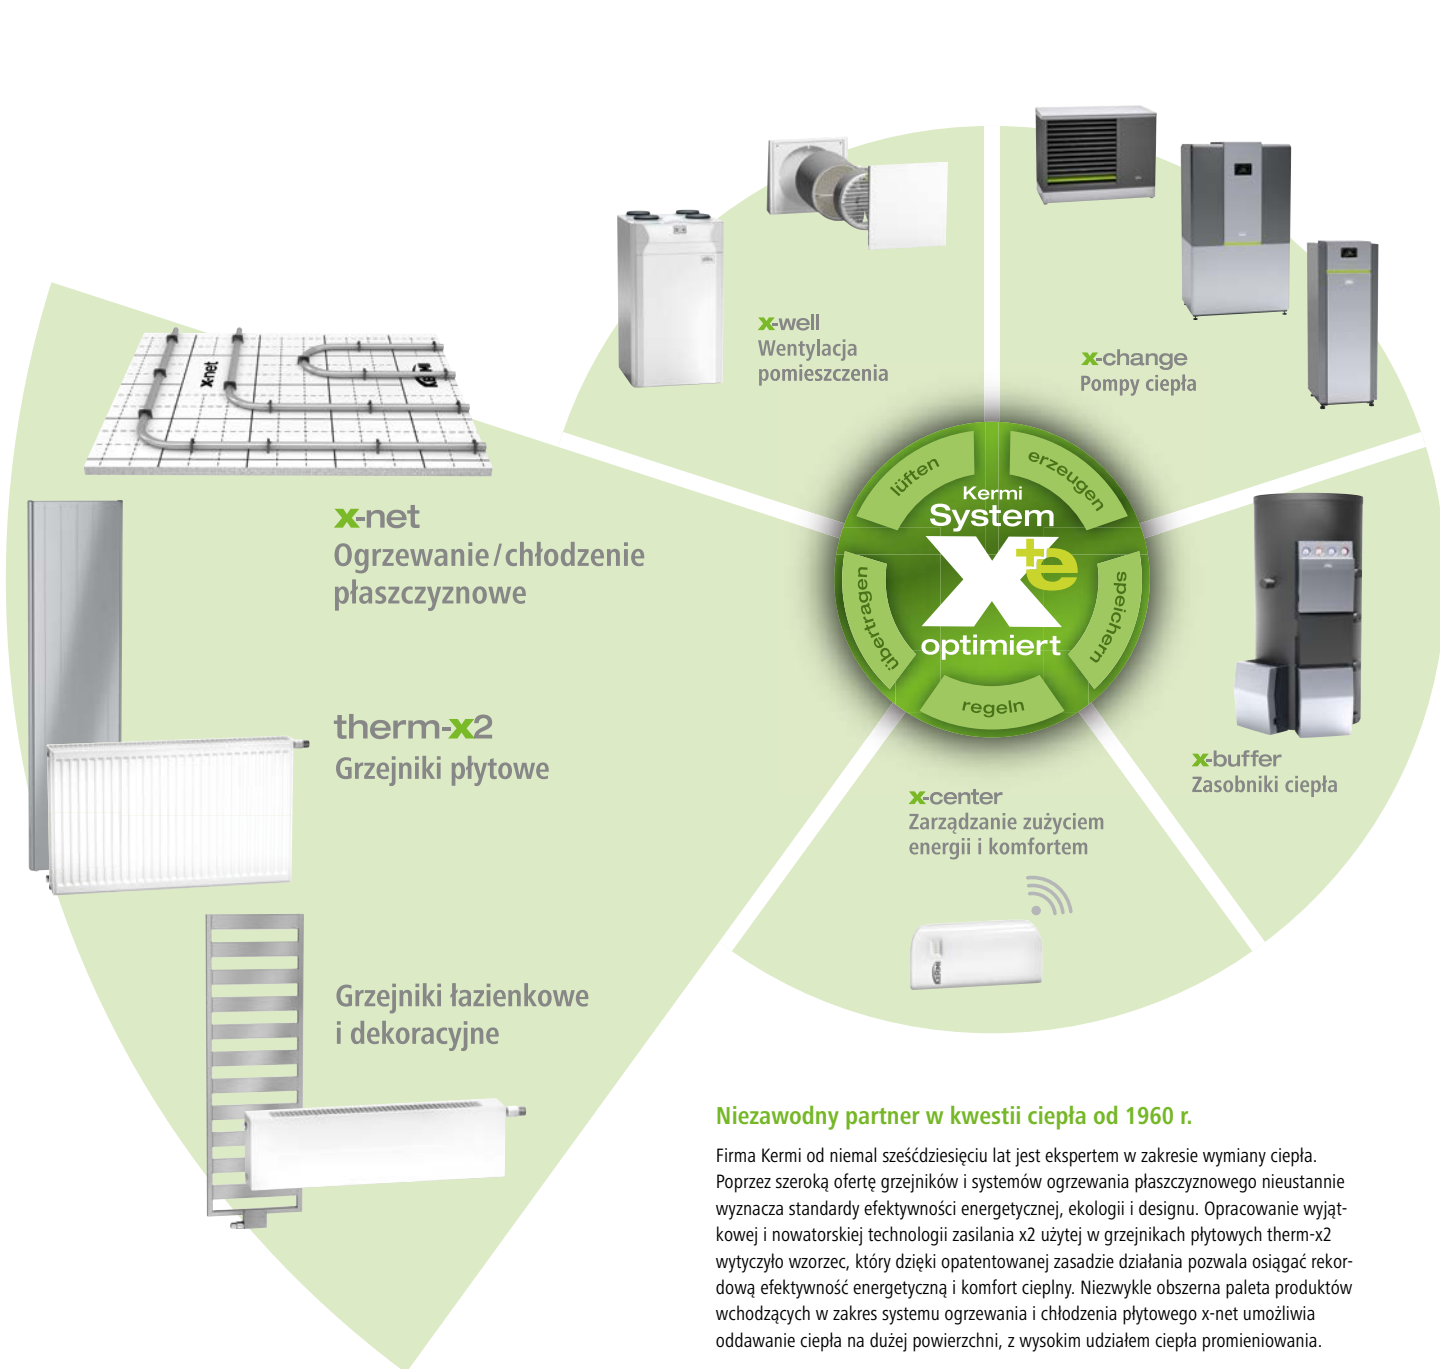 x-well
Wentylacja
pomieszczenia
x-change
Pompy ciepła
x-net
KERMI
lüften
erzeugen
speichern
regeln
übertragen
Kermi
System
x+e
optimiert
x-net
Ogrzewanie/chłodzenie
płaszczyznowe
therm-x2
Grzejniki płytowe
x-buffer
Zasobniki ciepła
x-center
Zarządzanie zużyciem
energii i komfortem
Grzejniki łazienkowe
i dekoracyjne
Niezawodny partner w kwestii ciepła od 1960 r.
Firma Kermi od niemal sześćdziesięciu lat jest ekspertem w zakresie wymiany ciepła.
Poprzez szeroką ofertę grzejników i systemów ogrzewania płaszczyznowego nieustannie
wyznacza standardy efektywności energetycznej, ekologii i designu. Opracowanie wyjąt-
kowej i nowatorskiej technologii zasilania x2 użytej w grzejnikach płytowych therm-x2
wytyczyło wzorzec, który dzięki opatentowanej zasadzie działania pozwala osiągać rekor-
dową efektywność energetyczną i komfort cieplny. Niezwykle obszerna paleta produktów
wchodzących w zakres systemu ogrzewania i chłodzenia płytowego x-net umożliwia
oddawanie ciepła na dużej powierzchni, z wysokim udziałem ciepła promieniowania.